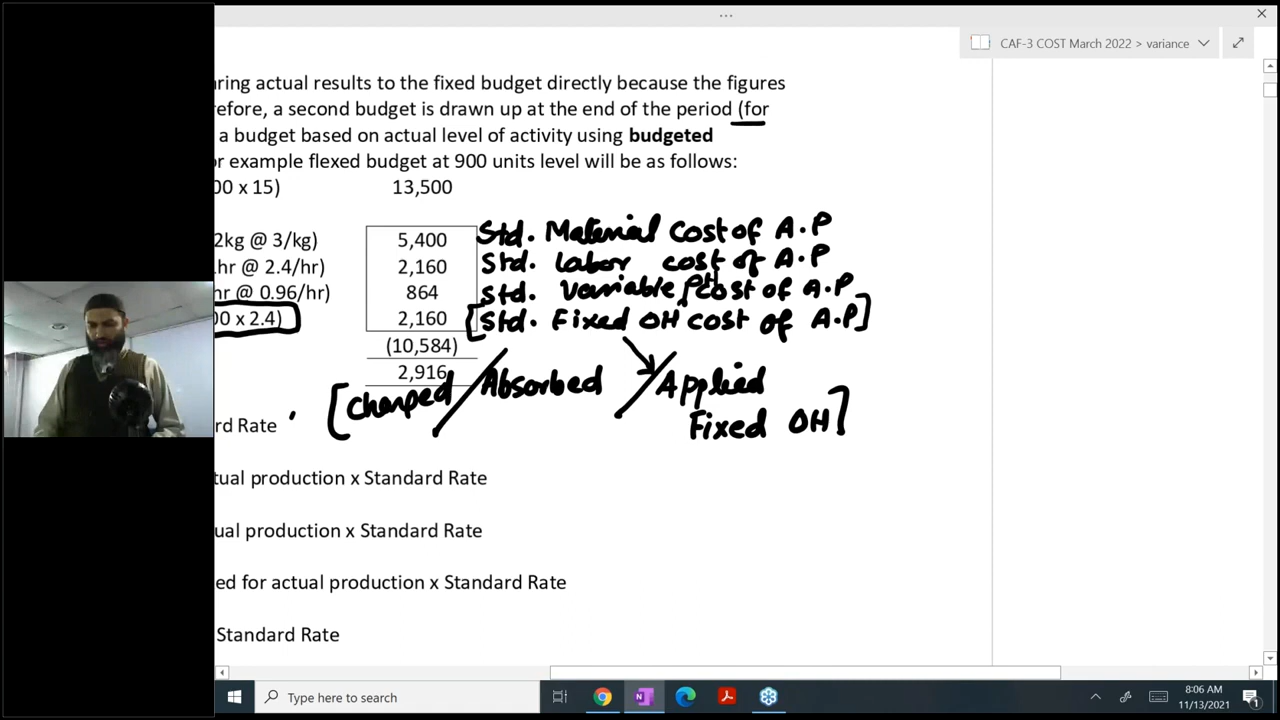 ...
CAF-3 COST March 2022 > variance
ring actual results to the fixed budget directly because the figures
refore, a second budget is drawn up at the end of the period (for
a budget based on actual level of activity using budgeted
or example flexed budget at 900 units level will be as follows:
00 x 15) 13,500
2kg @ 3/kg) 5,400 Std. Material Cost of A.P
hr @ 2.4/hr) 2,160 Std. Labor cost of A.P
hr @ 0.96/hr) 864 Std. Variable OH cost of A.P
00 x 2.4) 2,160 [Std. Fixed OH cost of A.P]
(10,584)
2,916
[Charged / Absorbed / Applied
Fixed OH]
rd Rate
tual production x Standard Rate
ual production x Standard Rate
ed for actual production x Standard Rate
Standard Rate
Type here to search
8:06 AM
11/13/2021
1